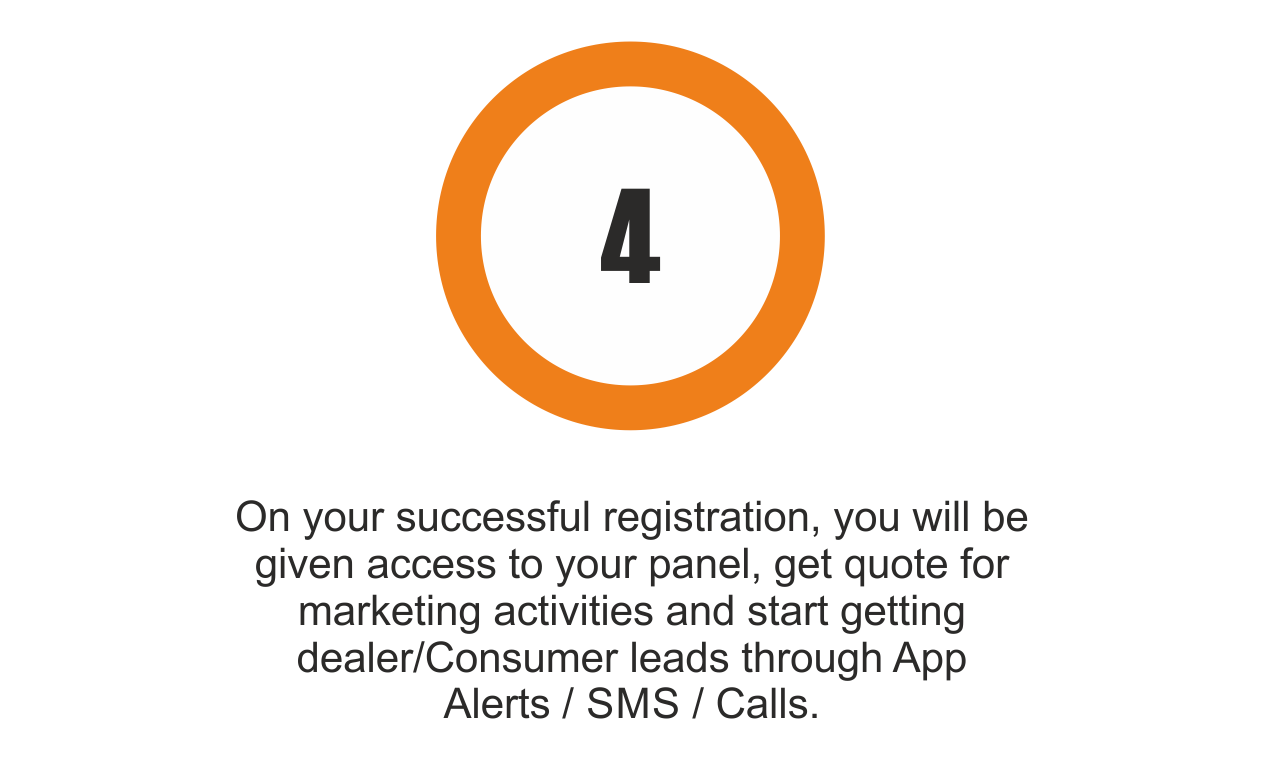 4
On your successful registration, you will be
given access to your panel, get quote for
marketing activities and start getting
dealer/Consumer leads through App
Alerts / SMS / Calls.